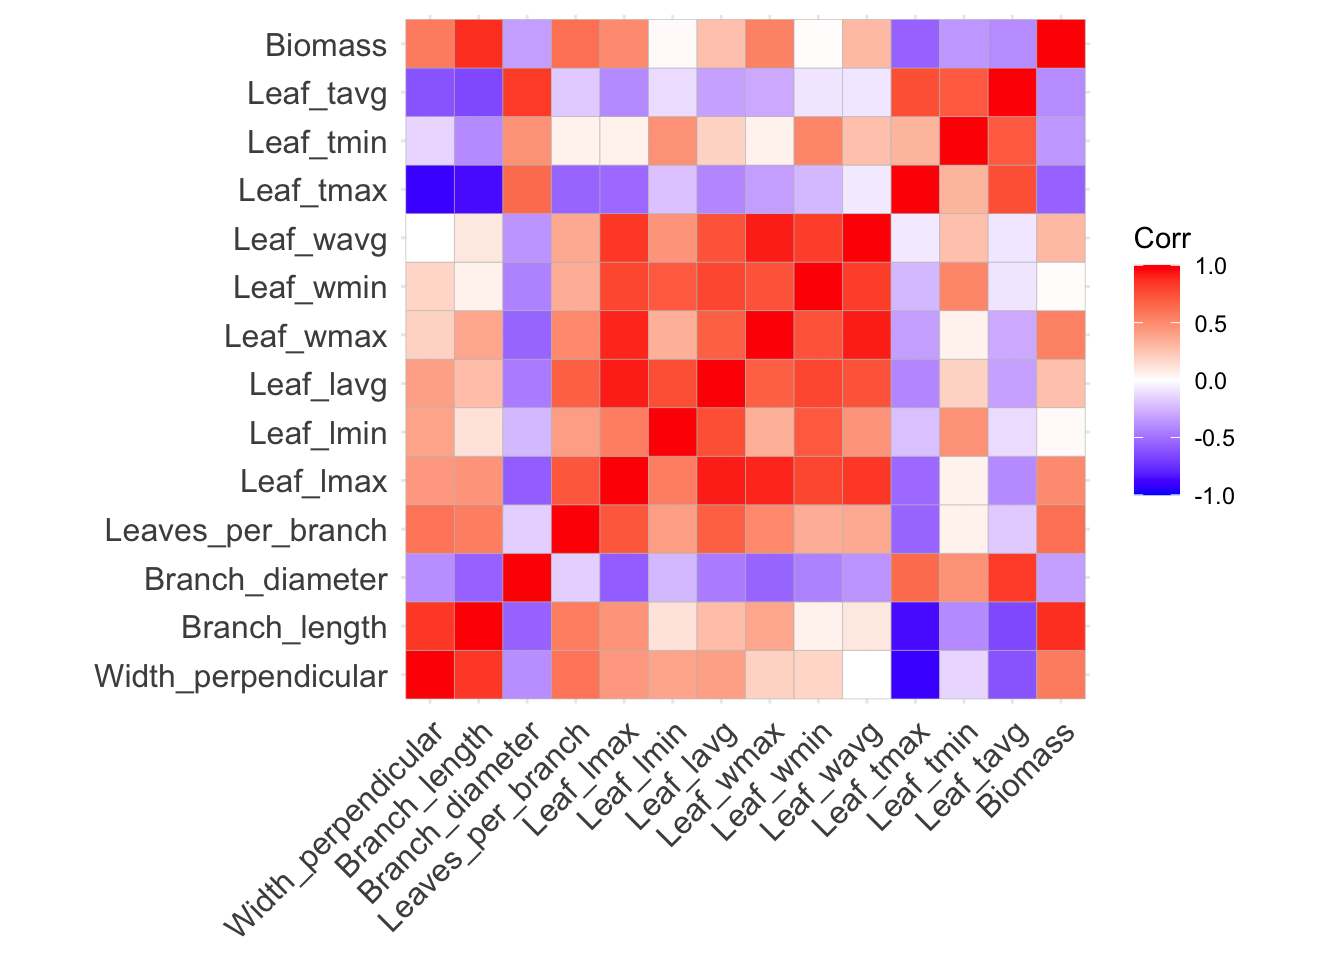 Biomass
Leaf_tavg
Leaf_tmin
Leaf_tmax
Leaf_wavg
Leaf_wmin
Leaf_wmax
Leaf_lavg
Leaf_lmin
Leaf_lmax
Leaves_per_branch
Branch_diameter
Branch_length
Width_perpendicular
Width_perpendicular
Branch_length
Branch_diameter
Leaves_per_branch
Leaf_lmax
Leaf_lmin
Leaf_lavg
Leaf_wmax
Leaf_wmin
Leaf_wavg
Leaf_tmax
Leaf_tmin
Leaf_tavg
Biomass
Corr
1.0
0.5
0.0
-0.5
-1.0